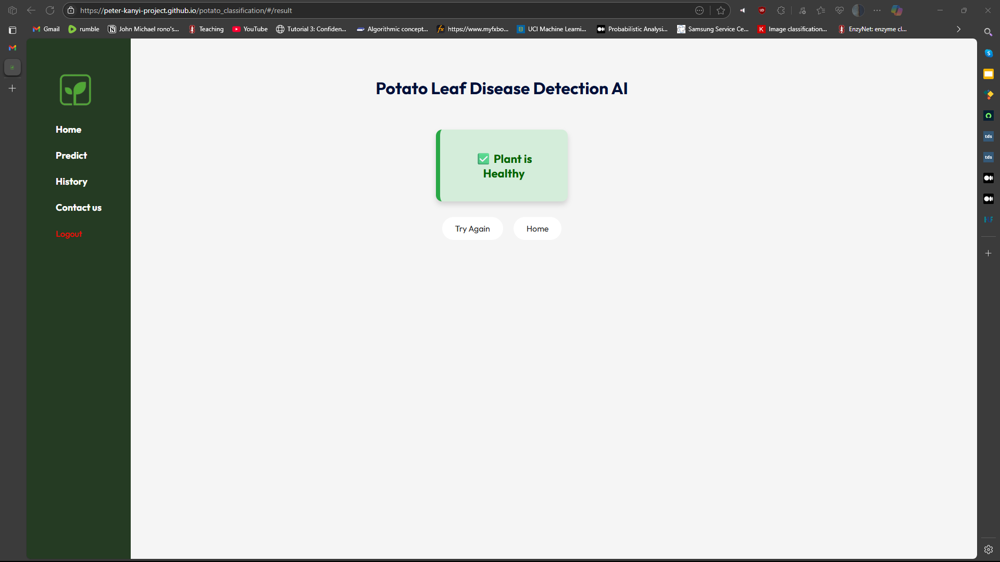 https://peter-kanyi-project.github.io/potato_classification/#/result
Gmail rumble John Michael rono's... Teaching YouTube Tutorial 3: Confiden... Algorithmic concept... https://www.myfxbo... UCI Machine Learni... Probabilistic Analysi... Samsung Service Ce... Image classification... EnzyNet: enzyme cl...
Potato Leaf Disease Detection AI
Home
Predict
History
Contact us
Logout
✅ Plant is
Healthy
Try Again
Home
tds
tds